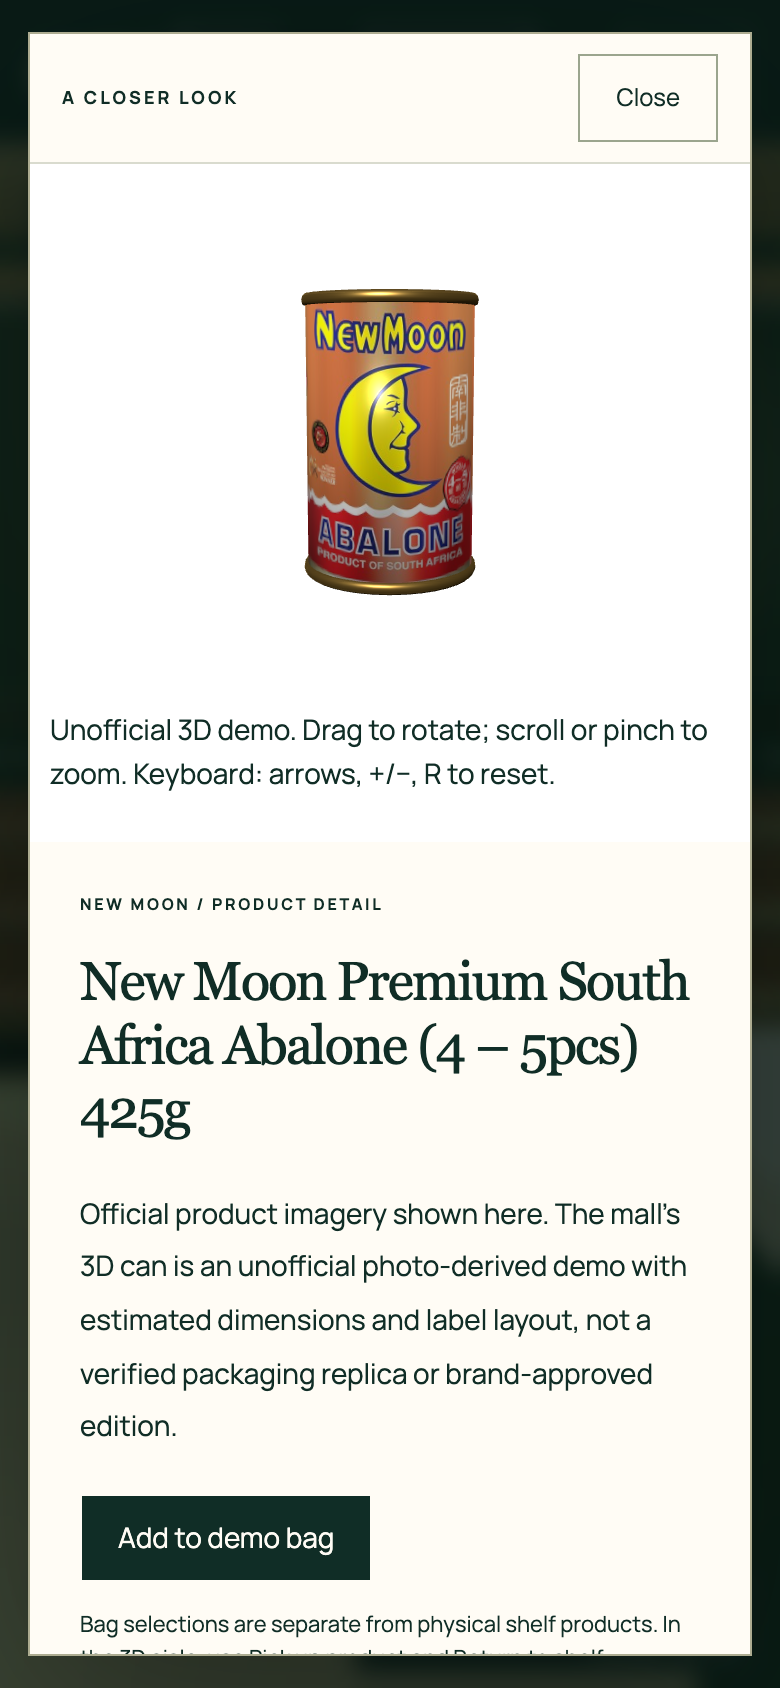 A CLOSER LOOK
Close
NewMoon
南非製
ABALONE
PRODUCT OF SOUTH AFRICA
Unofficial 3D demo. Drag to rotate; scroll or pinch to
zoom. Keyboard: arrows, +/−, R to reset.
NEW MOON / PRODUCT DETAIL
New Moon Premium South
Africa Abalone (4 – 5pcs)
425g
Official product imagery shown here. The mall’s
3D can is an unofficial photo-derived demo with
estimated dimensions and label layout, not a
verified packaging replica or brand-approved
edition.
Add to demo bag
Bag selections are separate from physical shelf products. In